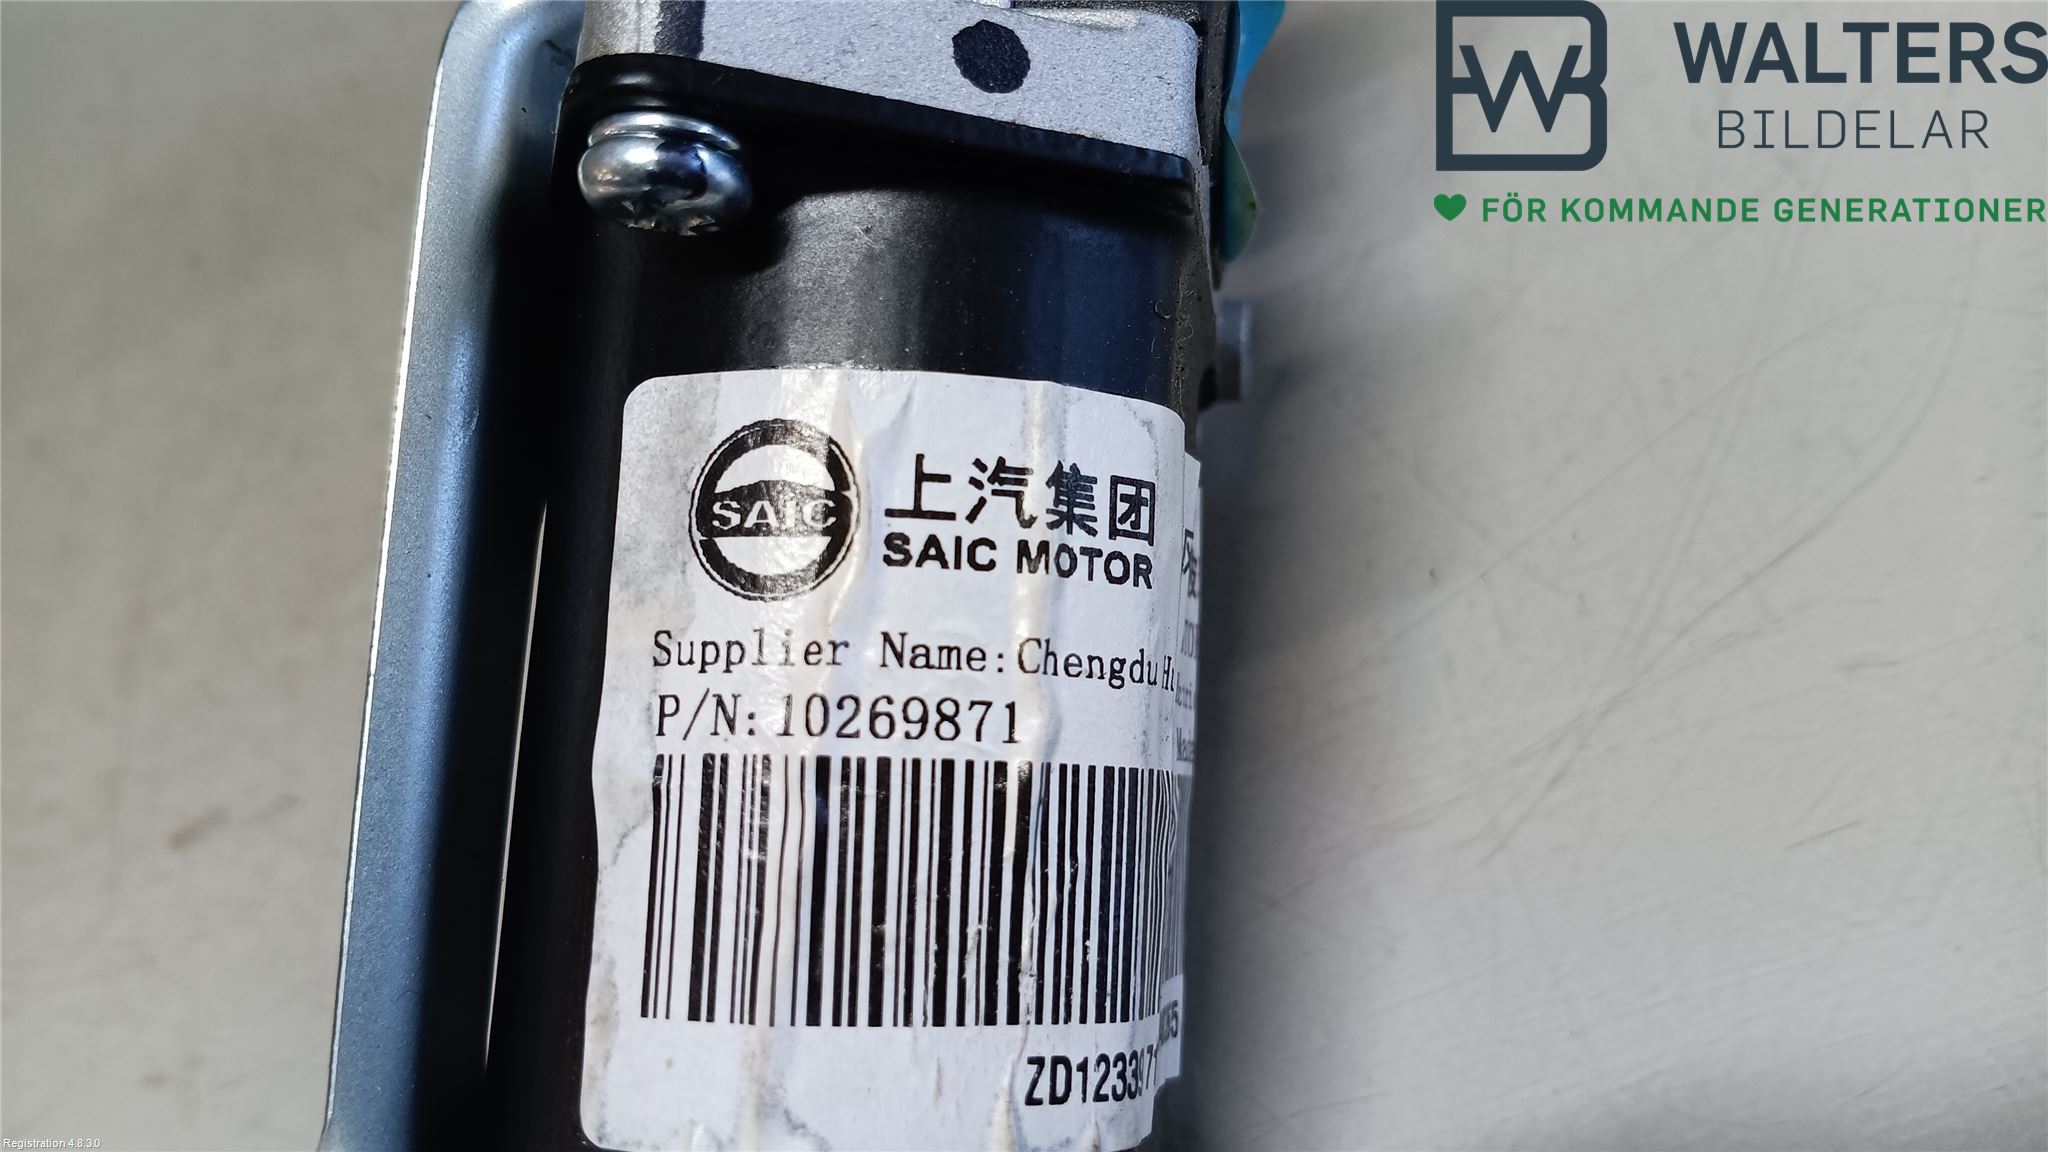 WALTERS
BILDELAR
FÖR KOMMANDE GENERATIONER
SAIC
上汽集团
SAIC MOTOR
Supplier Name: Chengdu
P/N: 10269871
Registration 4.8.3.0